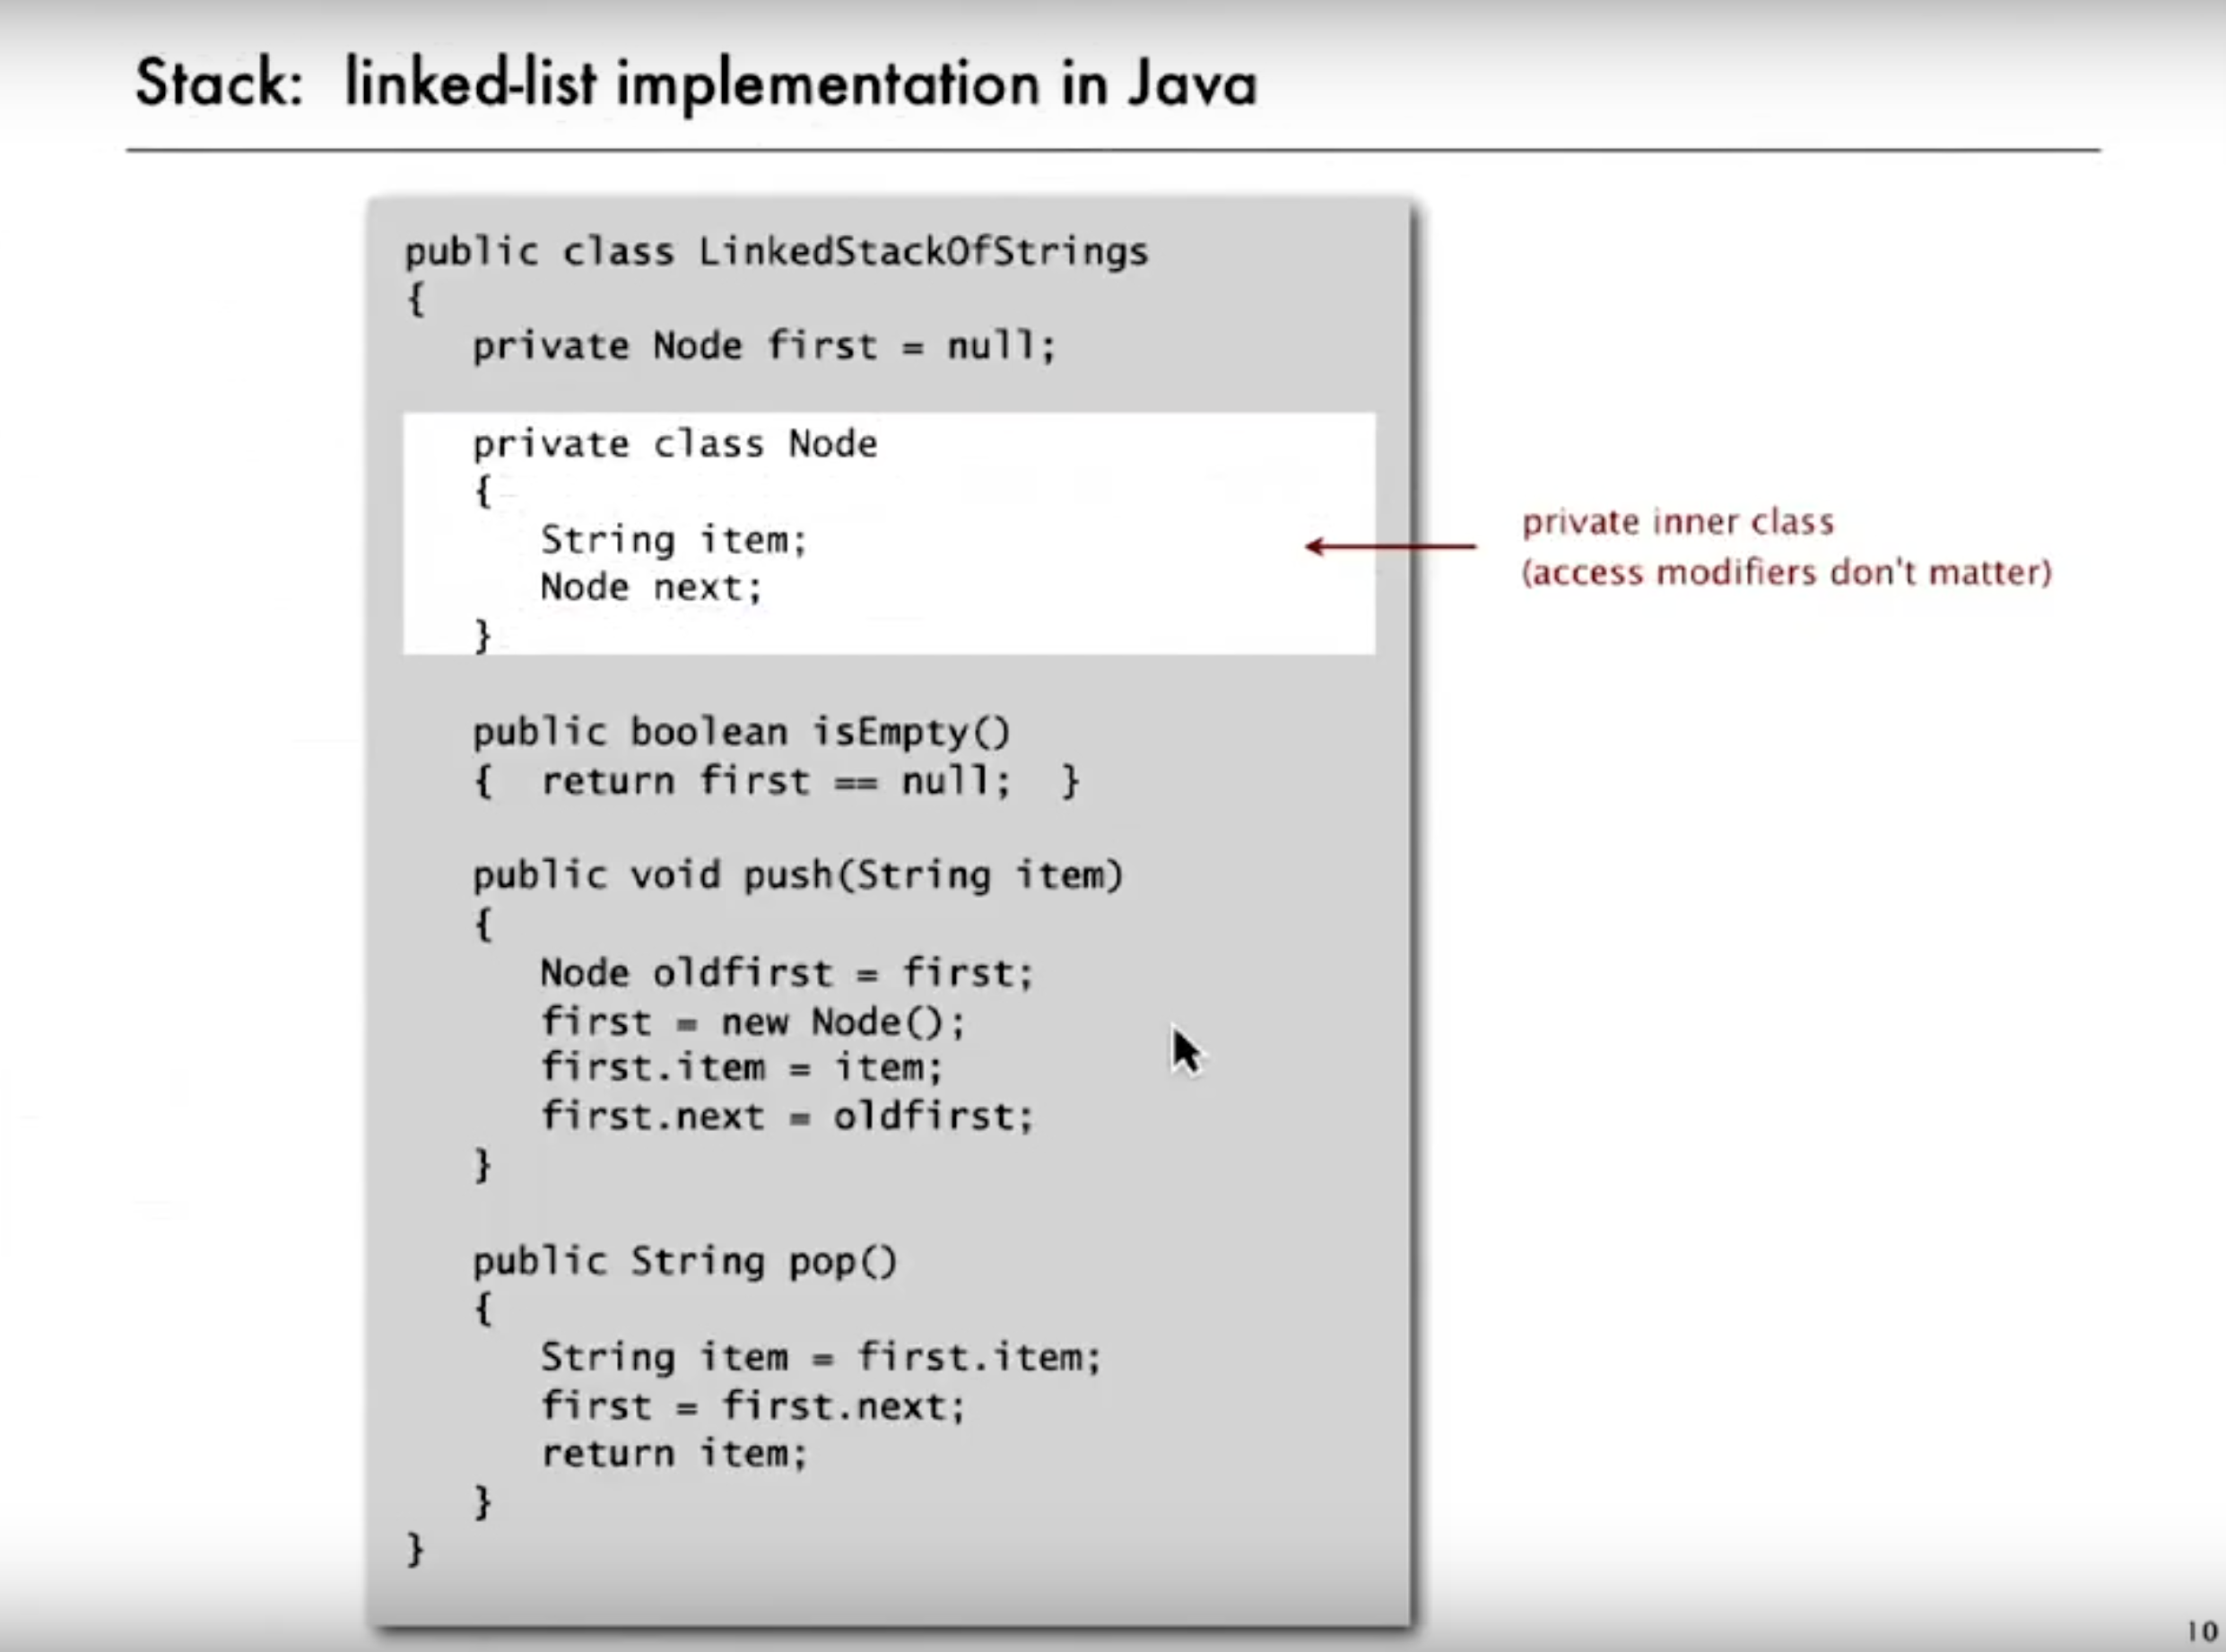 Stack: linked-list implementation in Java
public class LinkedStackOfStrings
{
private Node first = null;
private class Node
{
String item;
Node next;
}
private inner class
(access modifiers don't matter)
public boolean isEmpty()
{ return first == null; }
public void push(String item)
{
Node oldfirst = first;
first = new Node();
first.item = item;
first.next = oldfirst;
}
public String pop()
{
String item = first.item;
first = first.next;
return item;
}
}
10